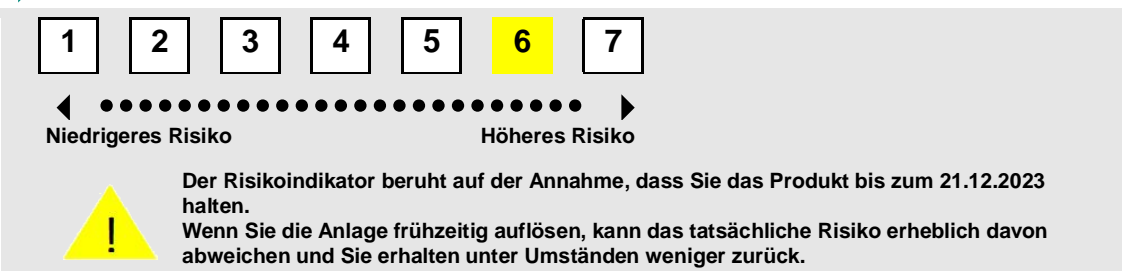 1 2 3 4 5 6 7
Niedrigeres Risiko Höheres Risiko
Der Risikoindikator beruht auf der Annahme, dass Sie das Produkt bis zum 21.12.2023
halten.
Wenn Sie die Anlage frühzeitig auflösen, kann das tatsächliche Risiko erheblich davon
abweichen und Sie erhalten unter Umständen weniger zurück.
!